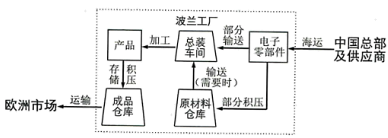 波兰工厂
产品
加工
总装
车间
部分
输送
电子
零部件
海运
中国总部
及供应商
存积
储压
输送
(需要时)
欧洲市场
运输
成品
仓库
原材料
仓库
部分积压